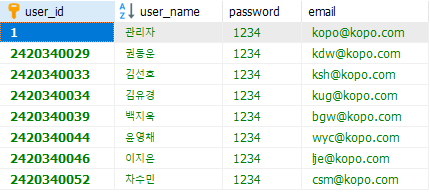 user_id user_name password email
1 관리자 1234 kopo@kopo.com
2420340029 권동운 1234 kdw@kopo.com
2420340033 김선호 1234 ksh@kopo.com
2420340034 김유경 1234 kug@kopo.com
2420340039 백지욱 1234 bgw@kopo.com
2420340044 윤영채 1234 wyc@kopo.com
2420340046 이지은 1234 lje@kopo.com
2420340052 차수민 1234 csm@kopo.com